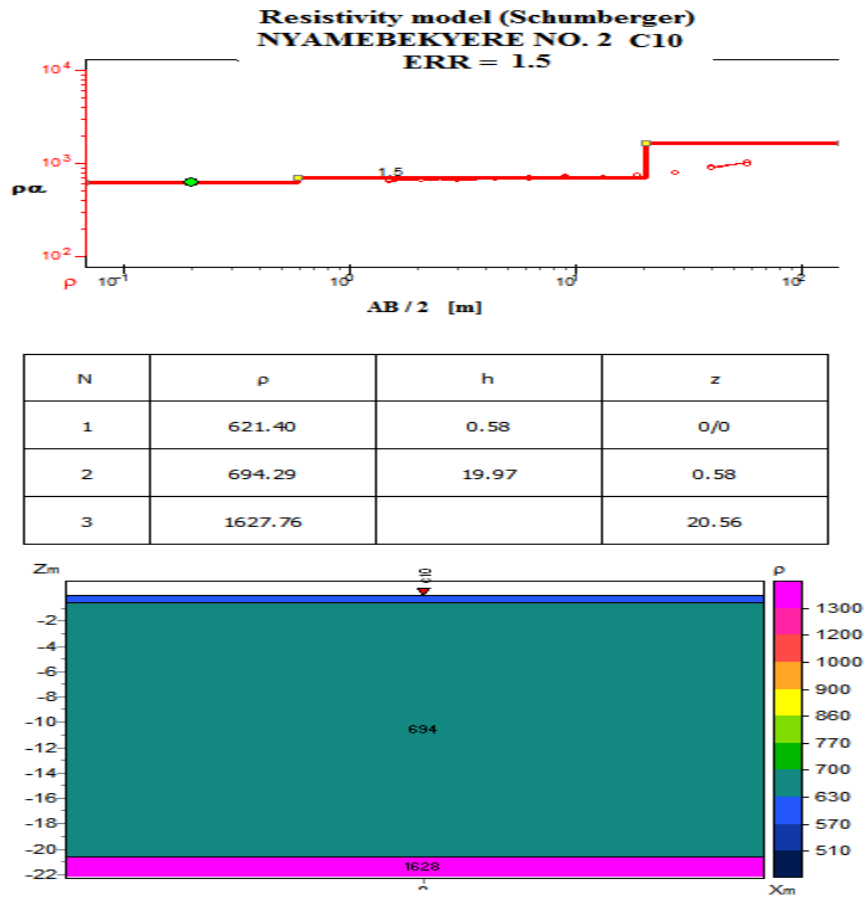 Resistivity model (Schumberger)
NYAMEBEKYERE NO. 2 C10
ERR = 1.5
10⁴
10³
ρα
1.5
10²
ρ
10⁻¹ 10⁰ 10¹ 10²
AB / 2 [m]
N ρ h z
1 621.40 0.58 0/0
2 694.29 19.97 0.58
3 1627.76 20.56
Zm c10 ρ
-2
-4
-6
-8
-10
-12
-14
-16
-18
-20
-22
694
1628
1300
1200
1000
900
860
770
700
630
570
510
Xm